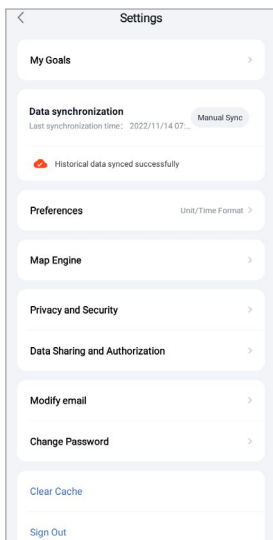 Settings
My Goals
Data synchronization
Last synchronization time: 2022/11/14 07:...
Manual Sync
Historical data synced successfully
Preferences
Unit/Time Format
Map Engine
Privacy and Security
Data Sharing and Authorization
Modify email
Change Password
Clear Cache
Sign Out